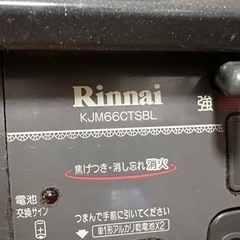 Rinnai
KJM66CTSBL
強
焦げつき・消し忘れ消火
電池
交換サイン
つまんで手前に引いてください
単1形アルカリ乾電池X2